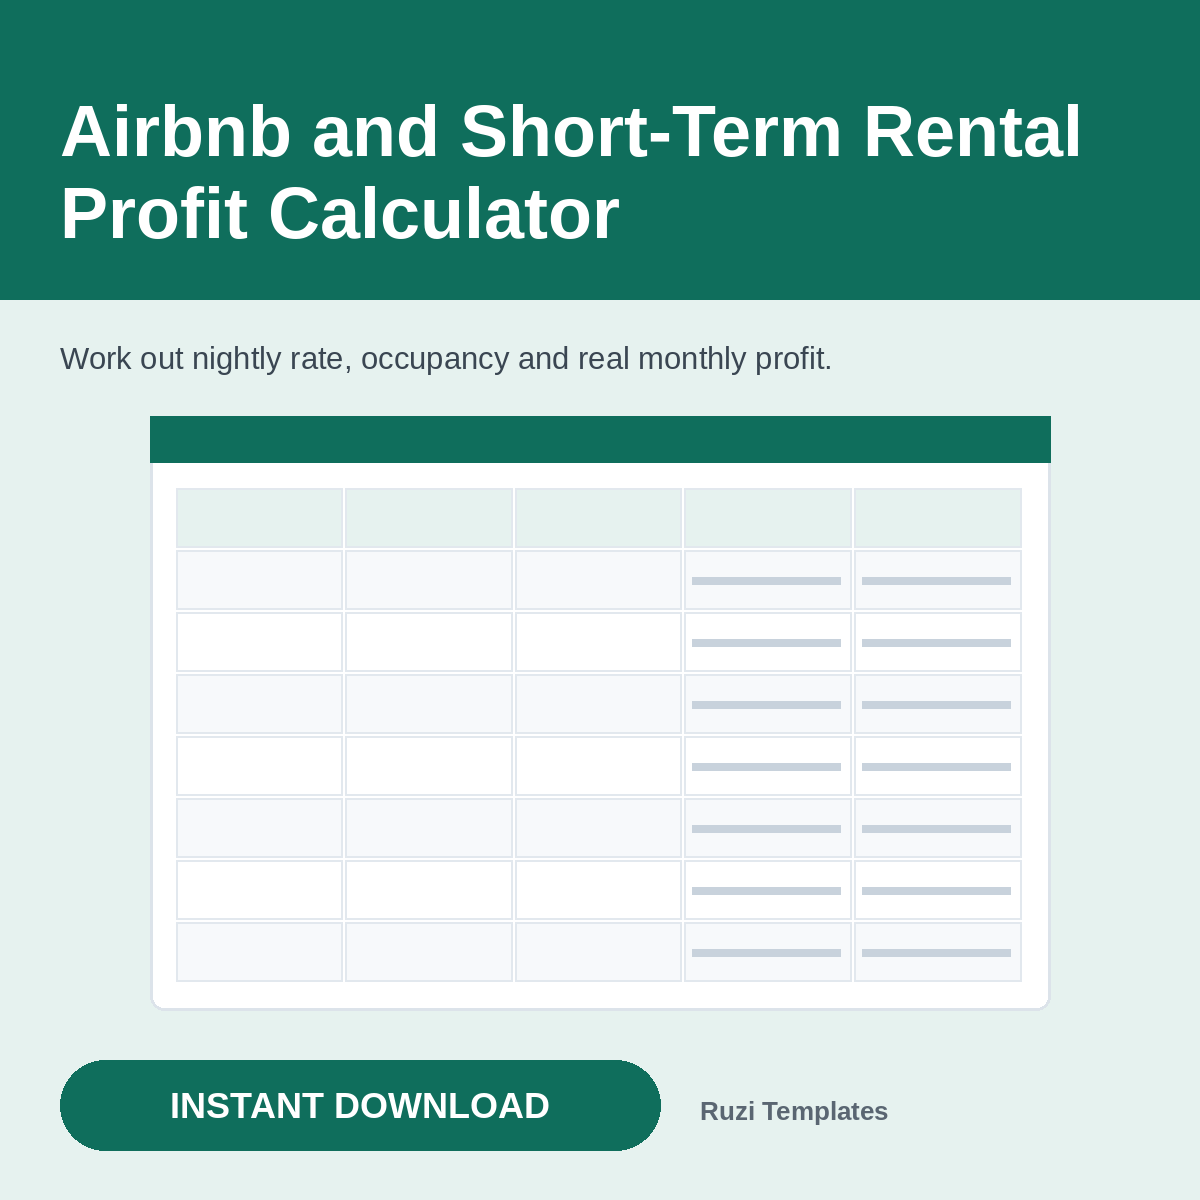 Airbnb and Short-Term Rental
Profit Calculator
Work out nightly rate, occupancy and real monthly profit.
INSTANT DOWNLOAD
Ruzi Templates